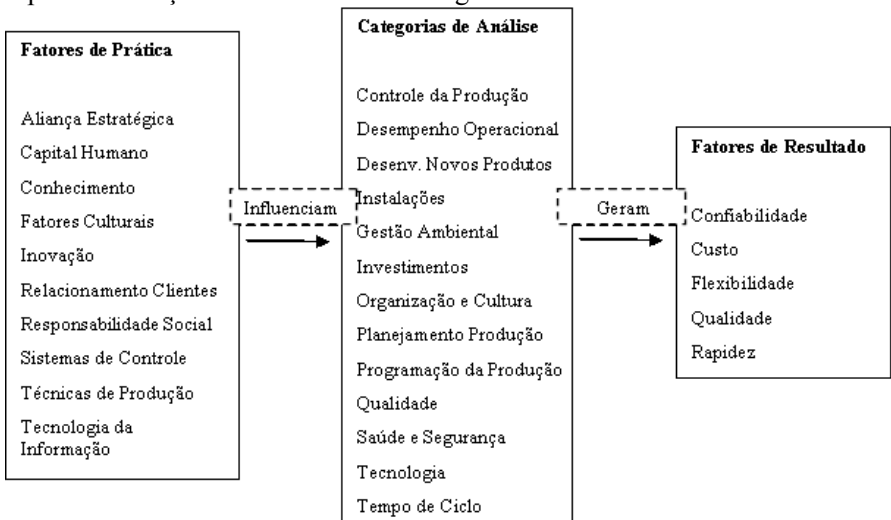 Fatores de Prática
Aliança Estratégica
Capital Humano
Conhecimento
Fatores Culturais
Inovação
Relacionamento Clientes
Responsabilidade Social
Sistemas de Controle
Técnicas de Produção
Tecnologia da
Informação
Influenciam
Categorias de Análise
Controle da Produção
Desempenho Operacional
Desenv. Novos Produtos
Instalações
Gestão Ambiental
Investimentos
Organização e Cultura
Planejamento Produção
Programação da Produção
Qualidade
Saúde e Segurança
Tecnologia
Tempo de Ciclo
Geram
Fatores de Resultado
Confiabilidade
Custo
Flexibilidade
Qualidade
Rapidez